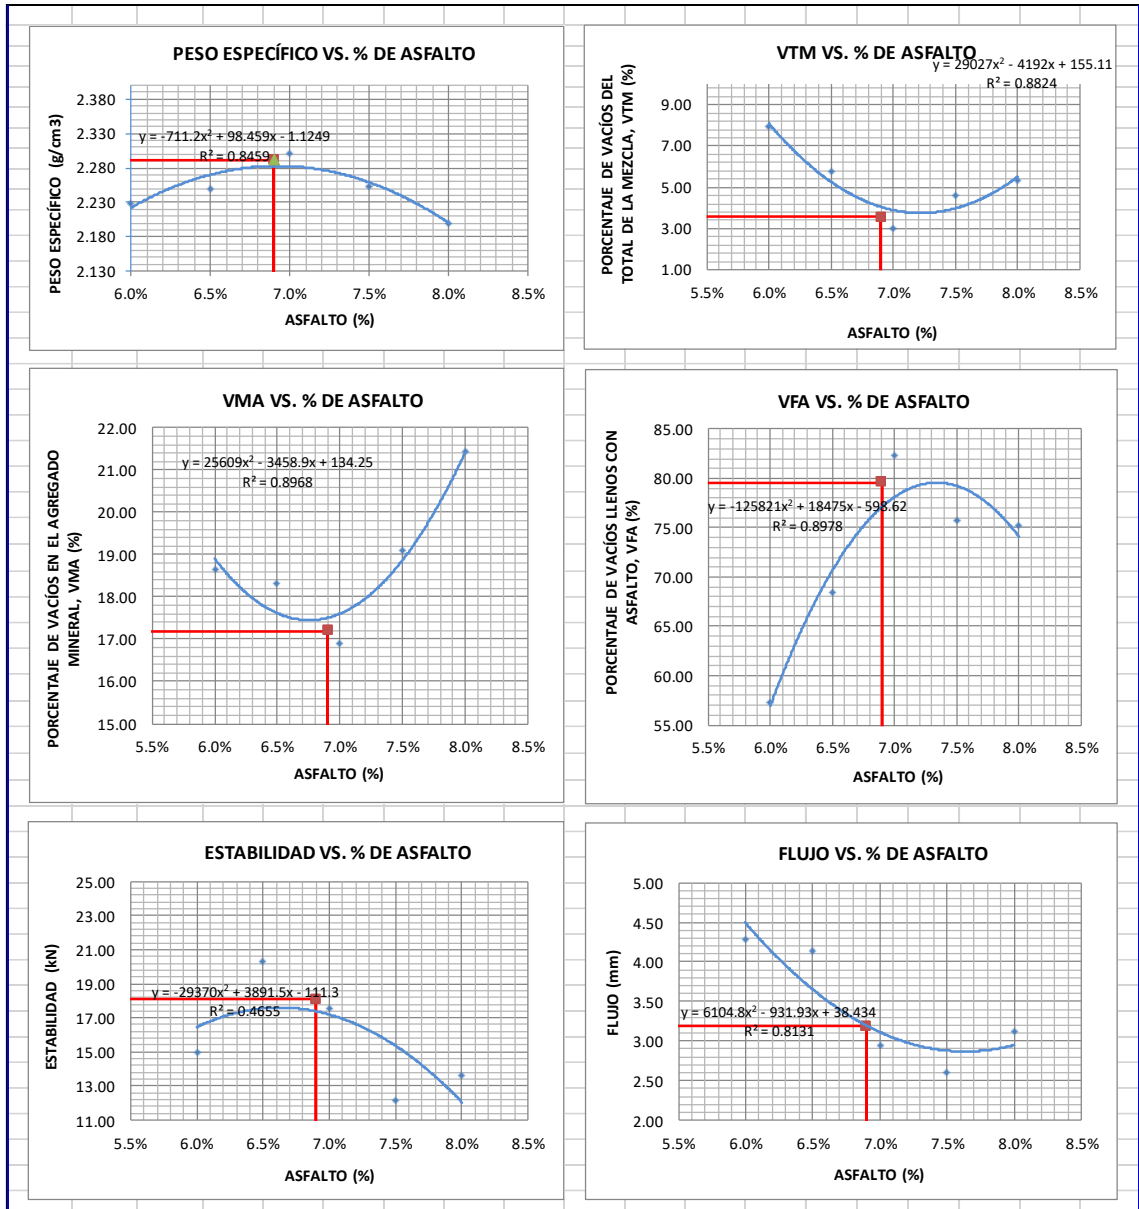 PESO ESPECÍFICO VS. % DE ASFALTO
PESO ESPECÍFICO (g/cm3)
2.380
2.330
2.280
2.230
2.180
2.130
y = -711.2x² + 98.459x - 1.1249
R² = 0.8459
6.0% 6.5% 7.0% 7.5% 8.0% 8.5%
ASFALTO (%)
VTM VS. % DE ASFALTO
y = 29027x² - 4192x + 155.11
R² = 0.8824
PORCENTAJE DE VACÍOS DEL
TOTAL DE LA MEZCLA, VTM (%)
9.00
7.00
5.00
3.00
1.00
5.5% 6.0% 6.5% 7.0% 7.5% 8.0% 8.5%
ASFALTO (%)
VMA VS. % DE ASFALTO
PORCENTAJE DE VACÍOS EN EL AGREGADO
MINERAL, VMA (%)
22.00
21.00
20.00
19.00
18.00
17.00
16.00
15.00
y = 25609x² - 3458.9x + 134.25
R² = 0.8968
5.5% 6.0% 6.5% 7.0% 7.5% 8.0% 8.5%
ASFALTO (%)
VFA VS. % DE ASFALTO
PORCENTAJE DE VACÍOS LLENOS CON
ASFALTO, VFA (%)
85.00
80.00
75.00
70.00
65.00
60.00
55.00
y = -125821x² + 18475x - 598.62
R² = 0.8978
5.5% 6.0% 6.5% 7.0% 7.5% 8.0% 8.5%
ASFALTO (%)
ESTABILIDAD VS. % DE ASFALTO
ESTABILIDAD (kN)
25.00
23.00
21.00
19.00
17.00
15.00
13.00
11.00
y = -29370x² + 3891.5x - 111.3
R² = 0.4655
5.5% 6.0% 6.5% 7.0% 7.5% 8.0% 8.5%
ASFALTO (%)
FLUJO VS. % DE ASFALTO
FLUJO (mm)
5.00
4.50
4.00
3.50
3.00
2.50
2.00
y = 6104.8x² - 931.93x + 38.434
R² = 0.8131
5.5% 6.0% 6.5% 7.0% 7.5% 8.0% 8.5%
ASFALTO (%)